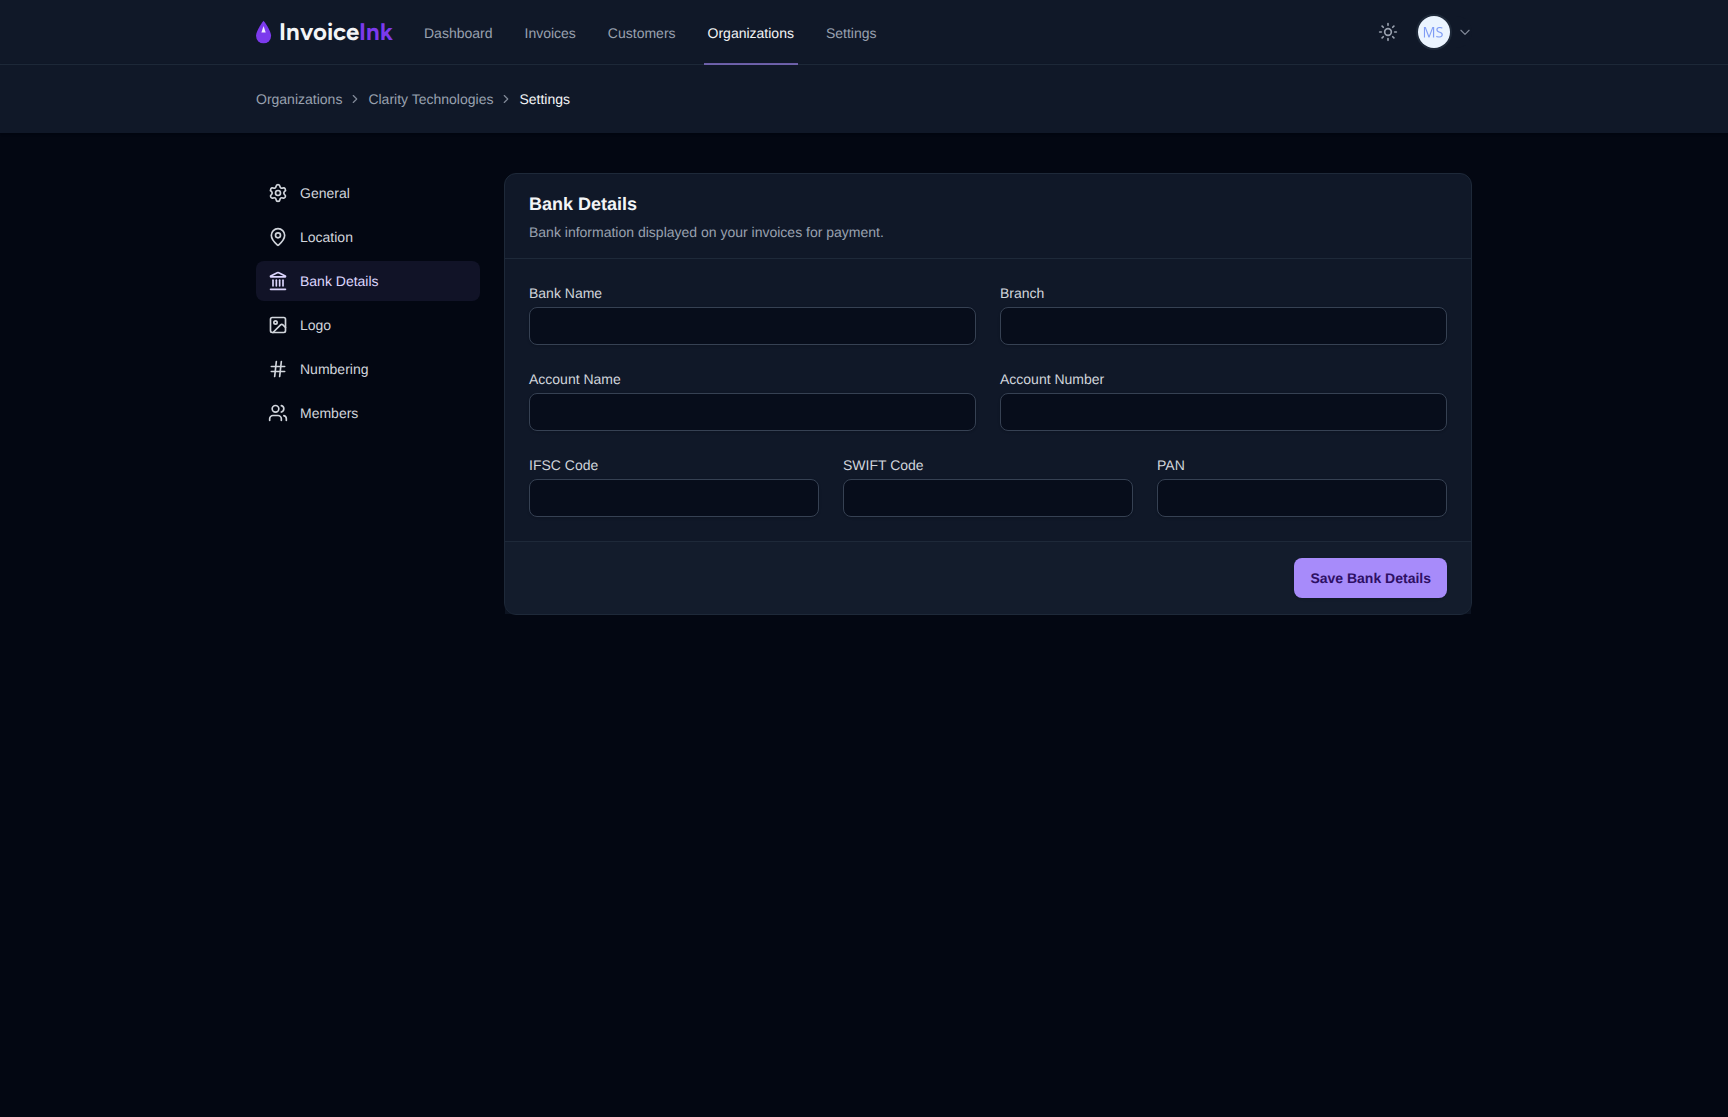 InvoiceInk Dashboard Invoices Customers Organizations Settings MS
Organizations Clarity Technologies Settings
General
Location
Bank Details
Logo
Numbering
Members
Bank Details
Bank information displayed on your invoices for payment.
Bank Name Branch
Account Name Account Number
IFSC Code SWIFT Code PAN
Save Bank Details